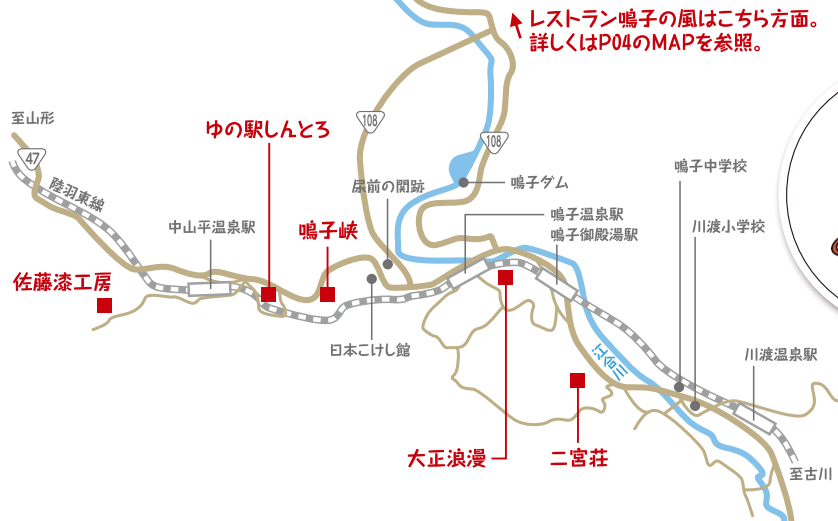 レストラン鳴子の風はこちら方面。
詳しくはP04のMAPを参照。
至山形
47
陸羽東線
ゆの駅しんとろ
108
108
尿前の関跡
鳴子ダム
鳴子中学校
中山平温泉駅
鳴子峡
鳴子温泉駅
鳴子御殿湯駅
川渡小学校
佐藤漆工房
日本こけし館
江合川
川渡温泉駅
大正浪漫
二宮荘
至古川